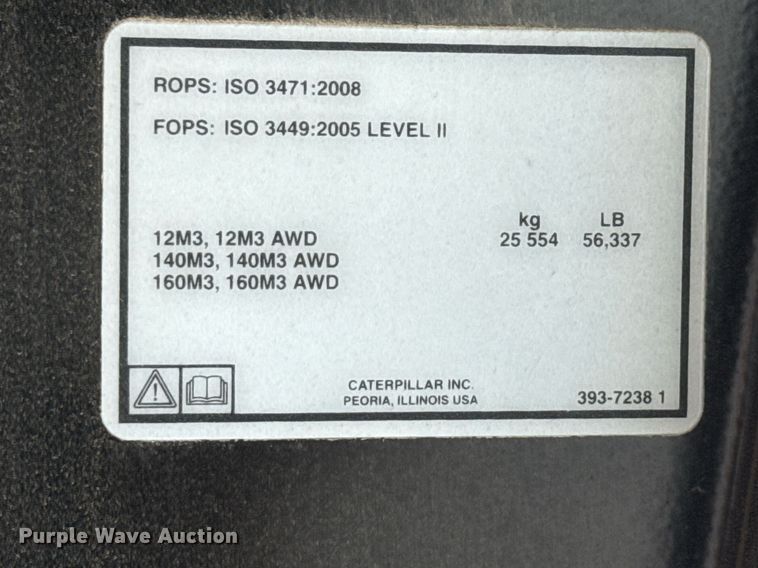 ROPS: ISO 3471:2008
FOPS: ISO 3449:2005 LEVEL II
kg LB
12M3, 12M3 AWD 25 554 56,337
140M3, 140M3 AWD
160M3, 160M3 AWD
CATERPILLAR INC.
PEORIA, ILLINOIS USA
393-7238 1
Purple Wave Auction